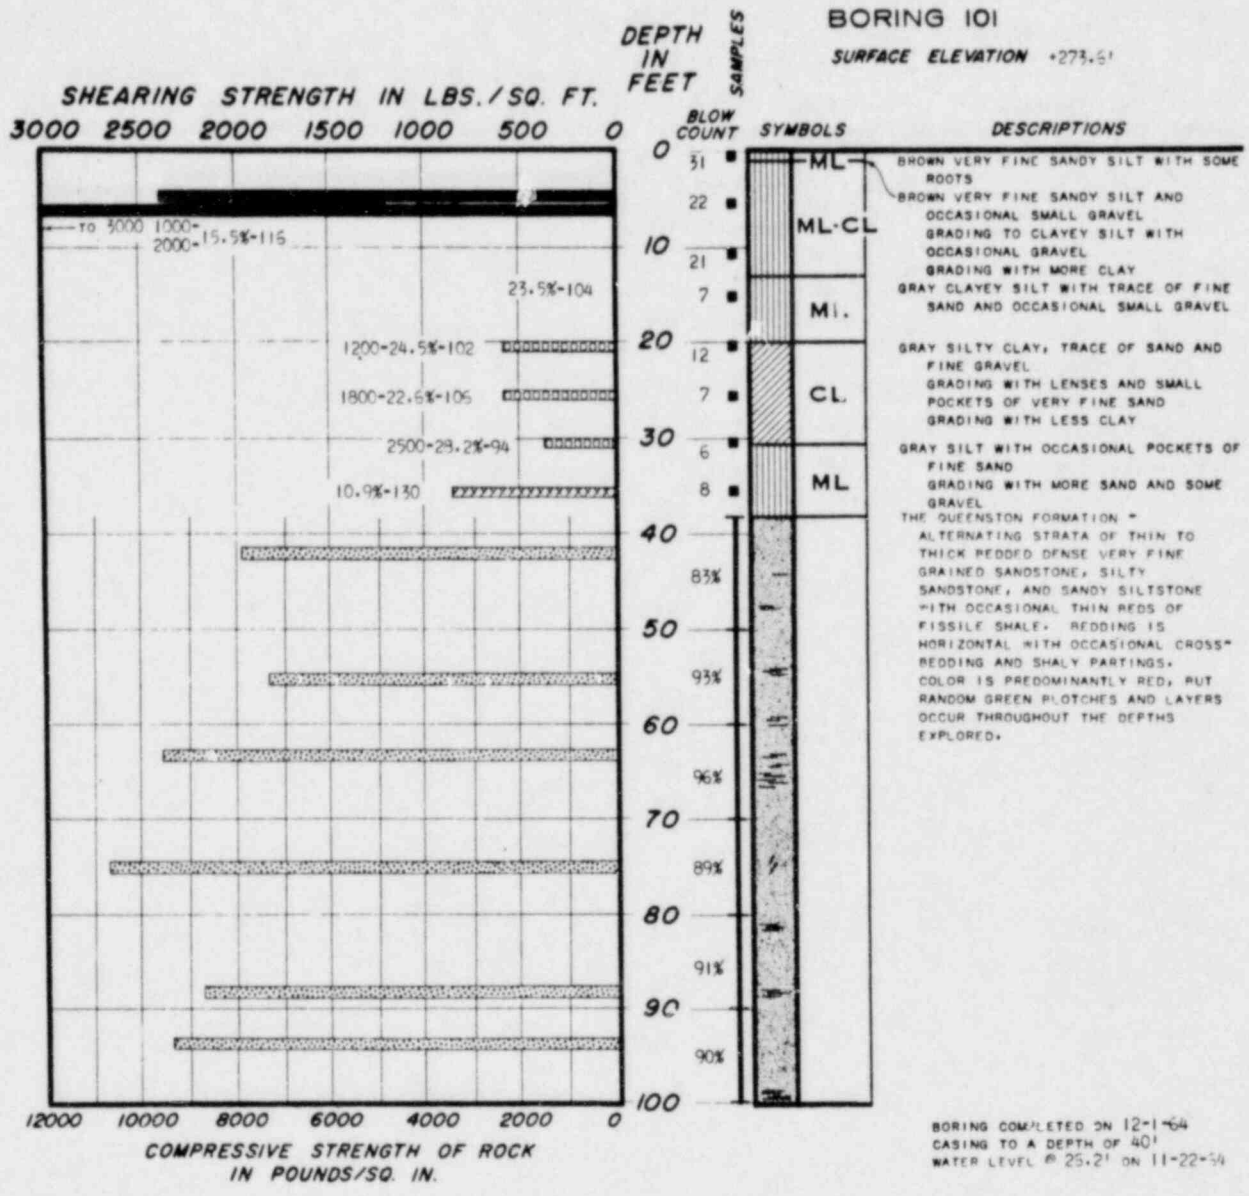 BORING 101
SURFACE ELEVATION
DEPTH IN FEET
SAMPLES
SHEARING STRENGTH IN LBS./SQ. FT.
3000 2500 2000 1500 1000 500 0
BLOW COUNT
SYMBOLS
DESCRIPTIONS
0
31
ML
BROWN VERY FINE SANDY SILT WITH SOME
ROOTS
22
BROWN VERY FINE SANDY SILT AND
OCCASIONAL SMALL GRAVEL
TO 3000 1000-
2000-15.5%-116
ML-CL
GRADING TO CLAYEY SILT WITH
OCCASIONAL GRAVEL
GRADING WITH MORE CLAY
10
21
23.5%-104
7
GRAY CLAYEY SILT WITH TRACE OF FINE
SAND AND OCCASIONAL SMALL GRAVEL
20
1200-24.5%-102
12
GRAY SILTY CLAY, TRACE OF SAND AND
FINE GRAVEL
GRADING WITH LENSES AND SMALL
POCKETS OF VERY FINE SAND
GRADING WITH LESS CLAY
7
CL
30
6
GRAY SILT WITH OCCASIONAL POCKETS OF
FINE SAND
GRADING WITH MORE SAND AND SOME
GRAVEL
10.9%-130
8
ML
THE QUEENSTON FORMATION -
ALTERNATING STRATA OF THIN TO
THICK BEDDED DENSE VERY FINE
GRAINED SANDSTONE, SILTY
SANDSTONE, AND SANDY SILTSTONE
WITH OCCASIONAL THIN BEDS OF
FISSILE SHALE. BEDDING IS
HORIZONTAL WITH OCCASIONAL CROSS-
BEDDING AND SHALY PARTINGS.
COLOR IS PREDOMINANTLY RED, BUT
RANDOM GREEN BLOTCHES AND LAYERS
OCCUR THROUGHOUT THE DEPTHS
EXPLORED.
40
83%
50
93%
60
96%
70
89%
80
91%
90
90%
100
12000 10000 8000 6000 4000 2000 0
COMPRESSIVE STRENGTH OF ROCK
IN POUNDS/SQ. IN.
BORING COMPLETED ON 12-1-64
CASING TO A DEPTH OF 40'
WATER LEVEL @ 25.2' ON